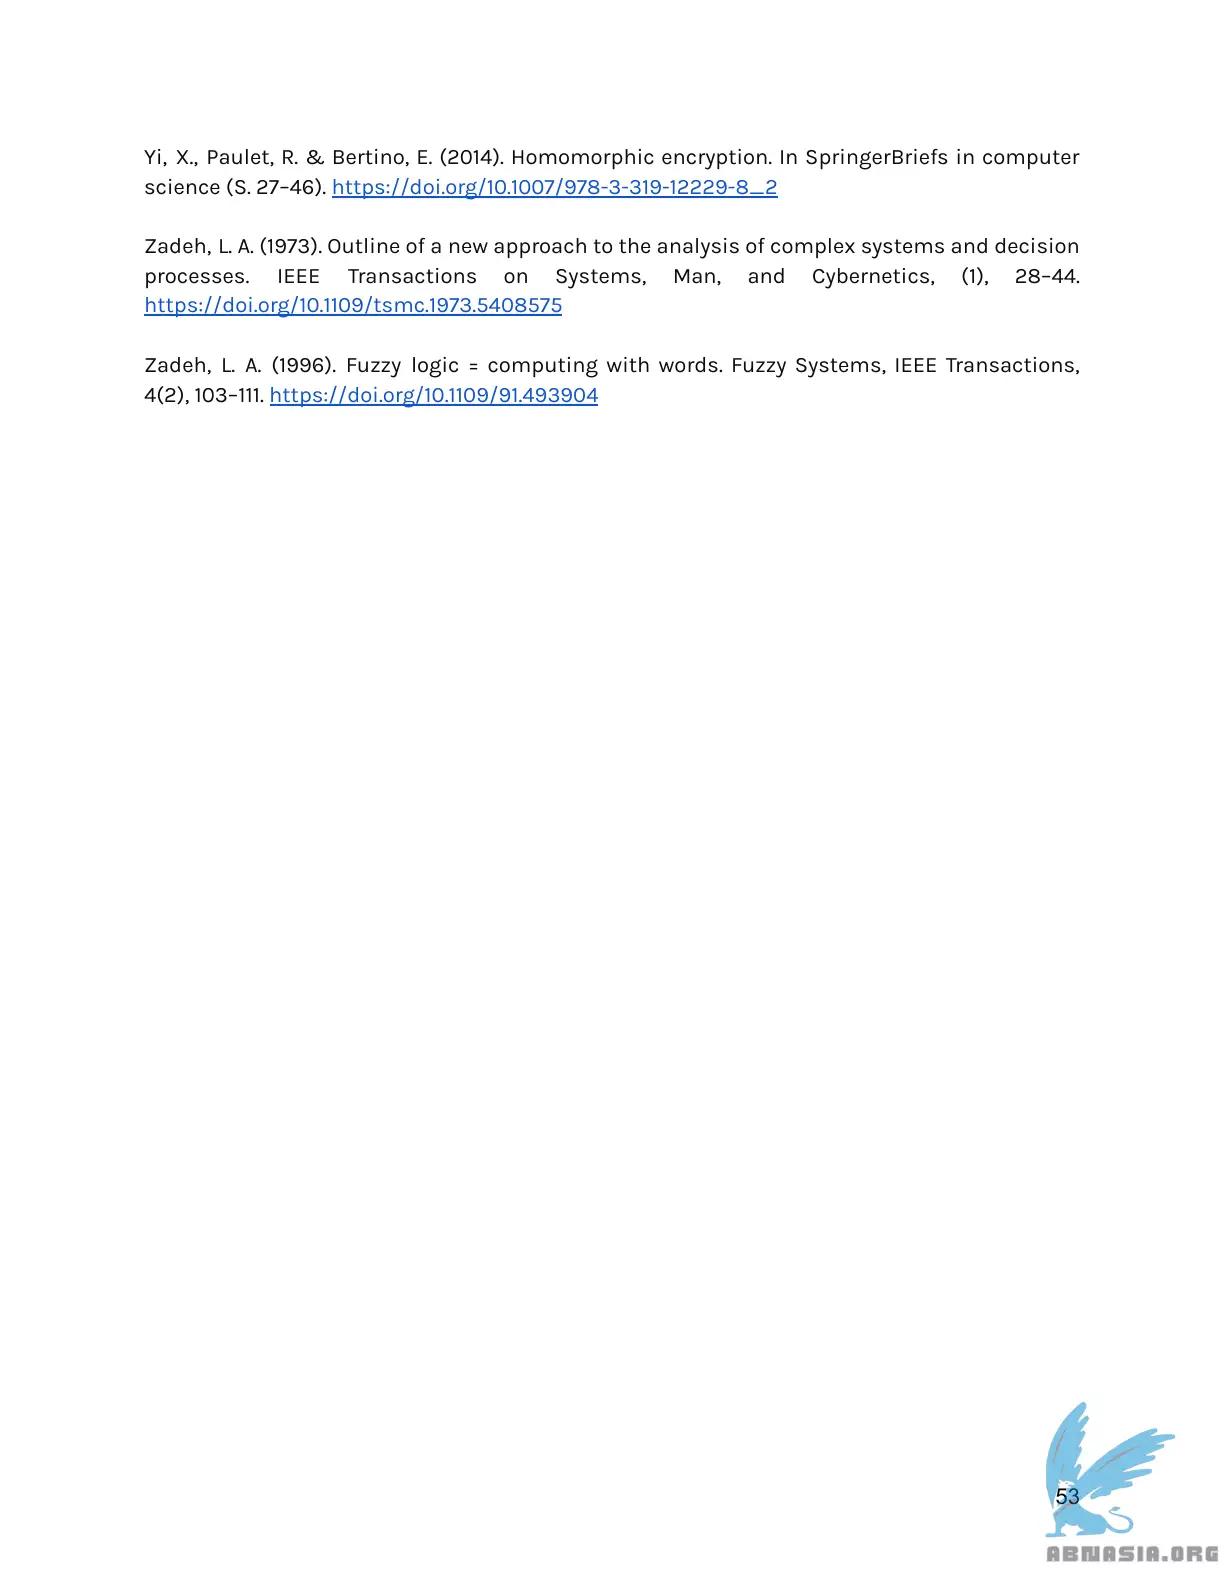 Yi, X., Paulet, R. & Bertino, E. (2014). Homomorphic encryption. In SpringerBriefs in computer
science (S. 27–46). https://doi.org/10.1007/978-3-319-12229-8_2
Zadeh, L. A. (1973). Outline of a new approach to the analysis of complex systems and decision
processes. IEEE Transactions on Systems, Man, and Cybernetics, (1), 28–44.
https://doi.org/10.1109/tsmc.1973.5408575
Zadeh, L. A. (1996). Fuzzy logic = computing with words. Fuzzy Systems, IEEE Transactions,
4(2), 103–111. https://doi.org/10.1109/91.493904
53
ABNASIA.ORG